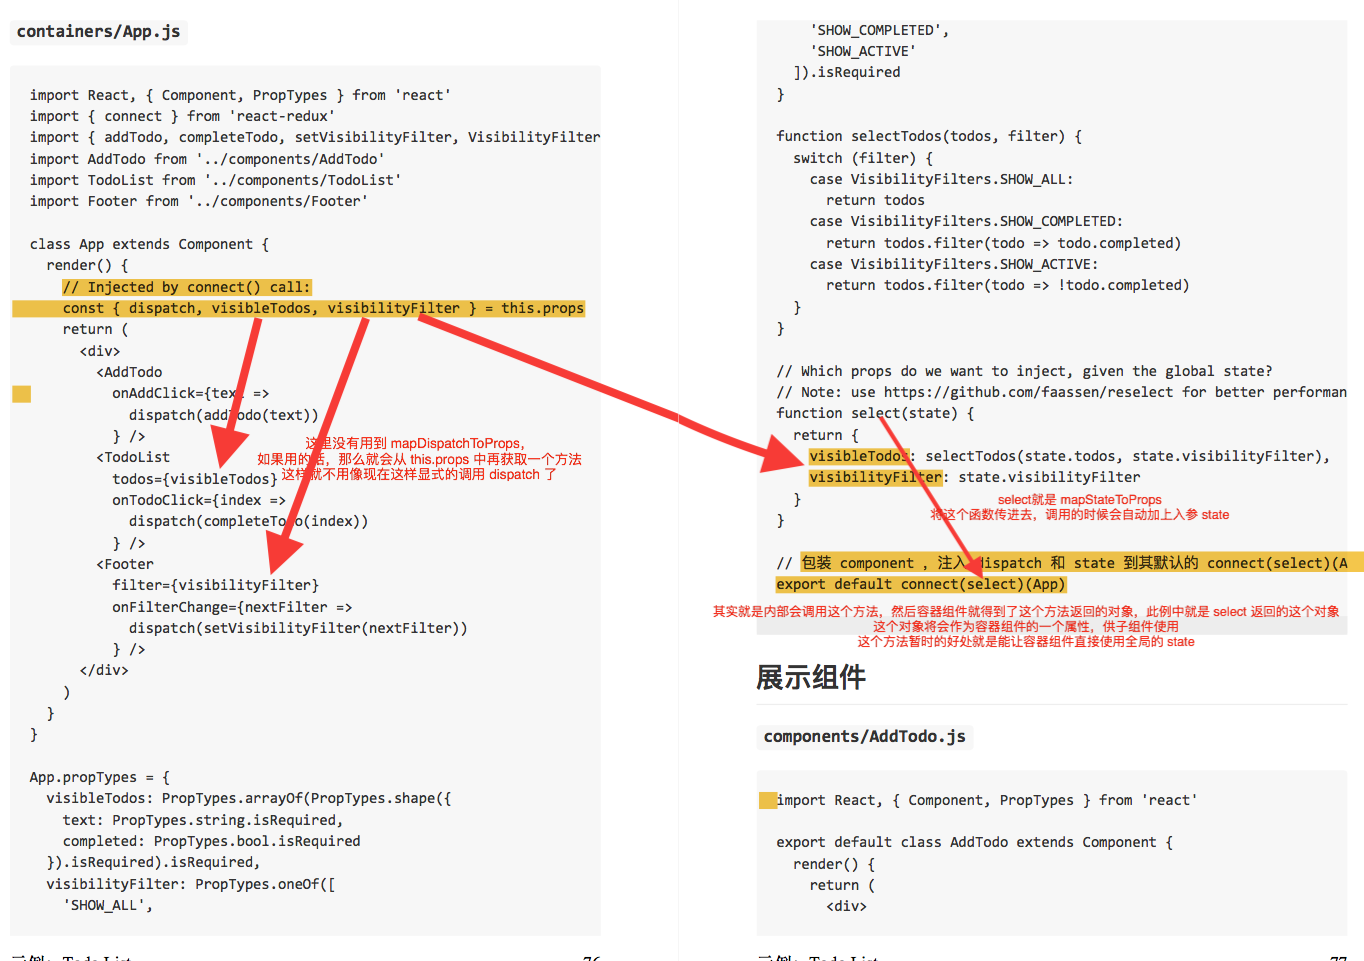 containers/App.js
import React, { Component, PropTypes } from 'react'
import { connect } from 'react-redux'
import { addTodo, completeTodo, setVisibilityFilter, VisibilityFilter
import AddTodo from '../components/AddTodo'
import TodoList from '../components/TodoList'
import Footer from '../components/Footer'
class App extends Component {
render() {
// Injected by connect() call:
const { dispatch, visibleTodos, visibilityFilter } = this.props
return (
<div>
<AddTodo
onAddClick={text =>
dispatch(addTodo(text))
} />
<TodoList
todos={visibleTodos}
onTodoClick={index =>
dispatch(completeTodo(index))
} />
<Footer
filter={visibilityFilter}
onFilterChange={nextFilter =>
dispatch(setVisibilityFilter(nextFilter))
} />
</div>
)
}
}
这里没有用到 mapDispatchToProps,
如果用的话，那么就会从 this.props 中再获取一个方法
这样就不用像现在这样显式的调用 dispatch 了
App.propTypes = {
visibleTodos: PropTypes.arrayOf(PropTypes.shape({
text: PropTypes.string.isRequired,
completed: PropTypes.bool.isRequired
}).isRequired).isRequired,
visibilityFilter: PropTypes.oneOf([
'SHOW_ALL',
示例：Todo List
76
'SHOW_COMPLETED',
'SHOW_ACTIVE'
]).isRequired
}
function selectTodos(todos, filter) {
switch (filter) {
case VisibilityFilters.SHOW_ALL:
return todos
case VisibilityFilters.SHOW_COMPLETED:
return todos.filter(todo => todo.completed)
case VisibilityFilters.SHOW_ACTIVE:
return todos.filter(todo => !todo.completed)
}
}
// Which props do we want to inject, given the global state?
// Note: use https://github.com/faassen/reselect for better performan
function select(state) {
return {
visibleTodos: selectTodos(state.todos, state.visibilityFilter),
visibilityFilter: state.visibilityFilter
}
}
select就是 mapStateToProps
将这个函数传进去，调用的时候会自动加上入参 state
// 包装 component ，注入 dispatch 和 state 到其默认的 connect(select)(A
export default connect(select)(App)
其实就是内部会调用这个方法，然后容器组件就得到了这个方法返回的对象，此例中就是 select 返回的这个对象
这个对象将会作为容器组件的一个属性，供子组件使用
这个方法暂时的好处就是能让容器组件直接使用全局的 state
展示组件
components/AddTodo.js
import React, { Component, PropTypes } from 'react'
export default class AddTodo extends Component {
render() {
return (
<div>
示例：Todo List
77